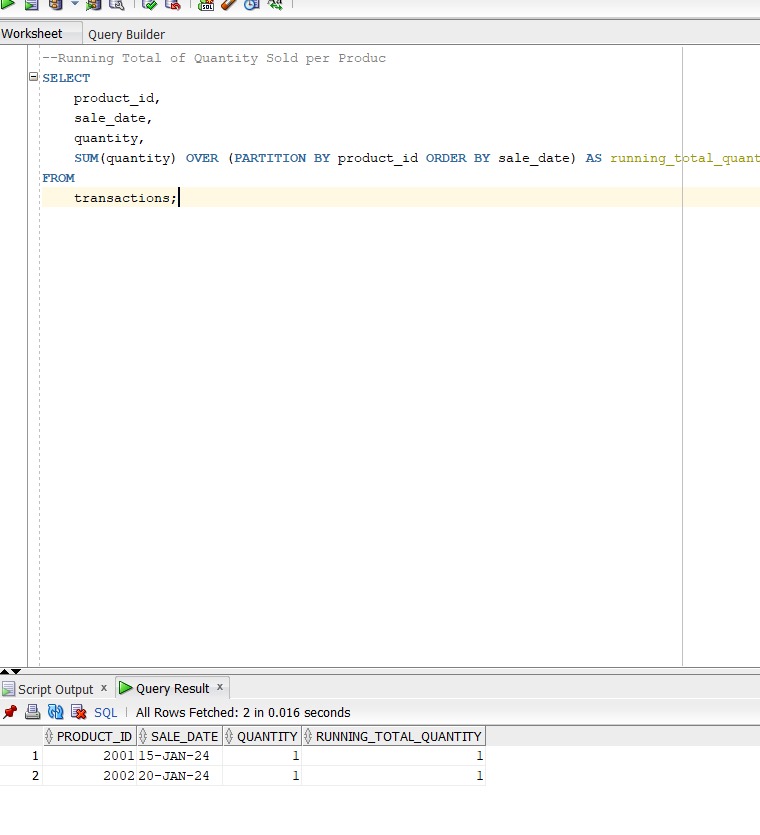 Worksheet Query Builder
--Running Total of Quantity Sold per Produc
SELECT
product_id,
sale_date,
quantity,
SUM(quantity) OVER (PARTITION BY product_id ORDER BY sale_date) AS running_total_quant
FROM
transactions;
Script Output x Query Result x
SQL | All Rows Fetched: 2 in 0.016 seconds
PRODUCT_ID SALE_DATE QUANTITY RUNNING_TOTAL_QUANTITY
1 2001 15-JAN-24 1 1
2 2002 20-JAN-24 1 1